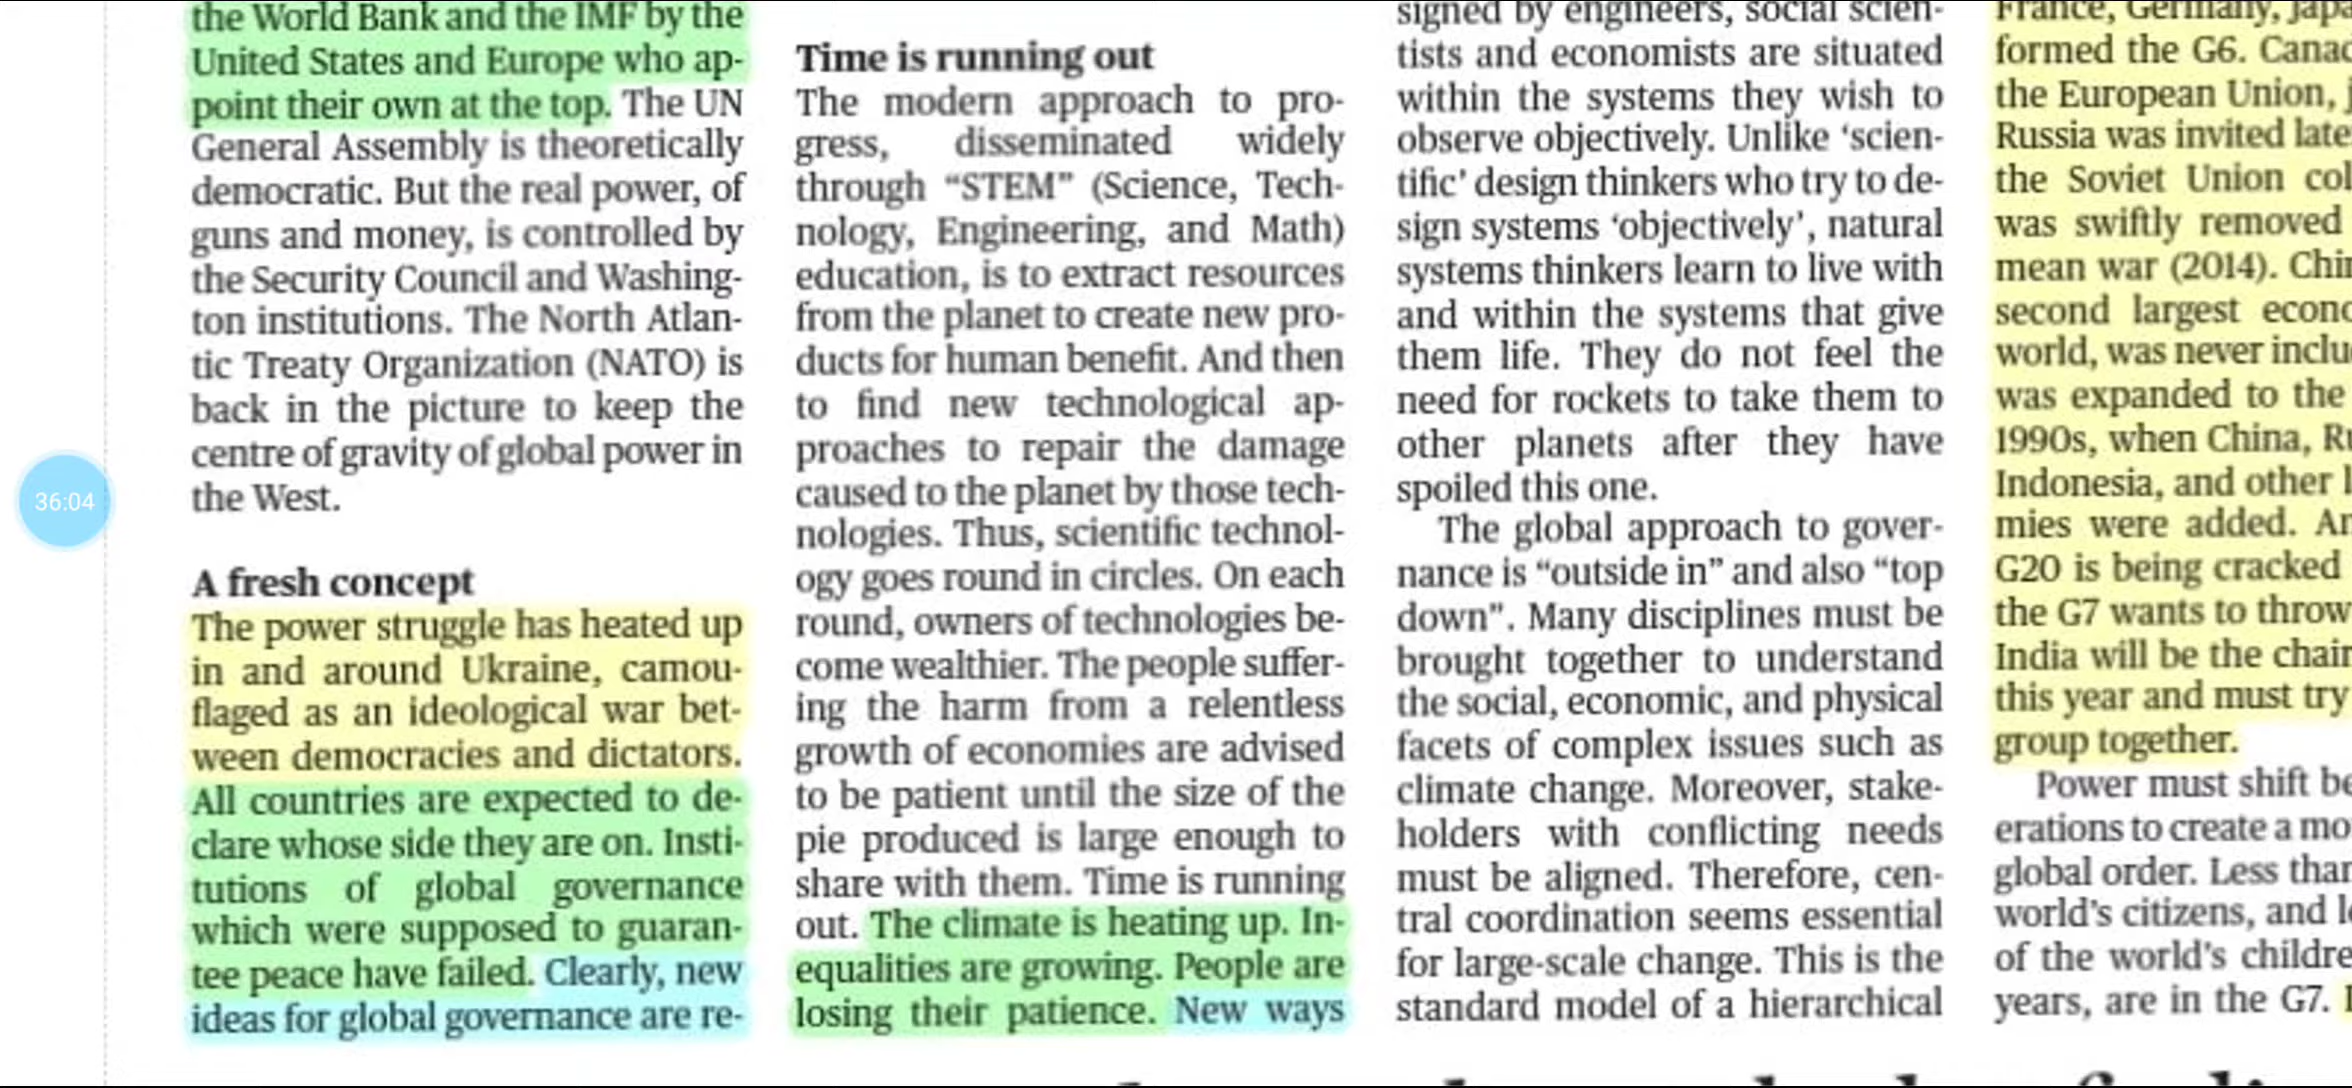 the World Bank and the IMF by the
United States and Europe who ap-
point their own at the top. The UN
General Assembly is theoretically
democratic. But the real power, of
guns and money, is controlled by
the Security Council and Washing-
ton institutions. The North Atlan-
tic Treaty Organization (NATO) is
back in the picture to keep the
centre of gravity of global power in
the West.
A fresh concept
The power struggle has heated up
in and around Ukraine, camou-
flaged as an ideological war bet-
ween democracies and dictators.
All countries are expected to de-
clare whose side they are on. Insti-
tutions of global governance
which were supposed to guaran-
tee peace have failed. Clearly, new
ideas for global governance are re-
Time is running out
The modern approach to pro-
gress, disseminated widely
through “STEM” (Science, Tech-
nology, Engineering, and Math)
education, is to extract resources
from the planet to create new pro-
ducts for human benefit. And then
to find new technological ap-
proaches to repair the damage
caused to the planet by those tech-
nologies. Thus, scientific technol-
ogy goes round in circles. On each
round, owners of technologies be-
come wealthier. The people suffer-
ing the harm from a relentless
growth of economies are advised
to be patient until the size of the
pie produced is large enough to
share with them. Time is running
out. The climate is heating up. In-
equalities are growing. People are
losing their patience. New ways
signed by engineers, social scien-
tists and economists are situated
within the systems they wish to
observe objectively. Unlike ‘scien-
tific’ design thinkers who try to de-
sign systems ‘objectively’, natural
systems thinkers learn to live with
and within the systems that give
them life. They do not feel the
need for rockets to take them to
other planets after they have
spoiled this one.
The global approach to gover-
nance is “outside in” and also “top
down”. Many disciplines must be
brought together to understand
the social, economic, and physical
facets of complex issues such as
climate change. Moreover, stake-
holders with conflicting needs
must be aligned. Therefore, cen-
tral coordination seems essential
for large-scale change. This is the
standard model of a hierarchical
France, Germany,
formed the G6.
the European Union,
Russia was invited
the Soviet Union
was swiftly removed
mean war (2014).
second largest
world, was never
was expanded to the
1990s, when China,
Indonesia, and other
mies were added.
G20 is being cracked
the G7 wants to throw
India will be the
this year and must try
group together.
Power must shift
erations to create a
global order. Less
world’s citizens, and
of the world’s
years, are in the G7.
36:04